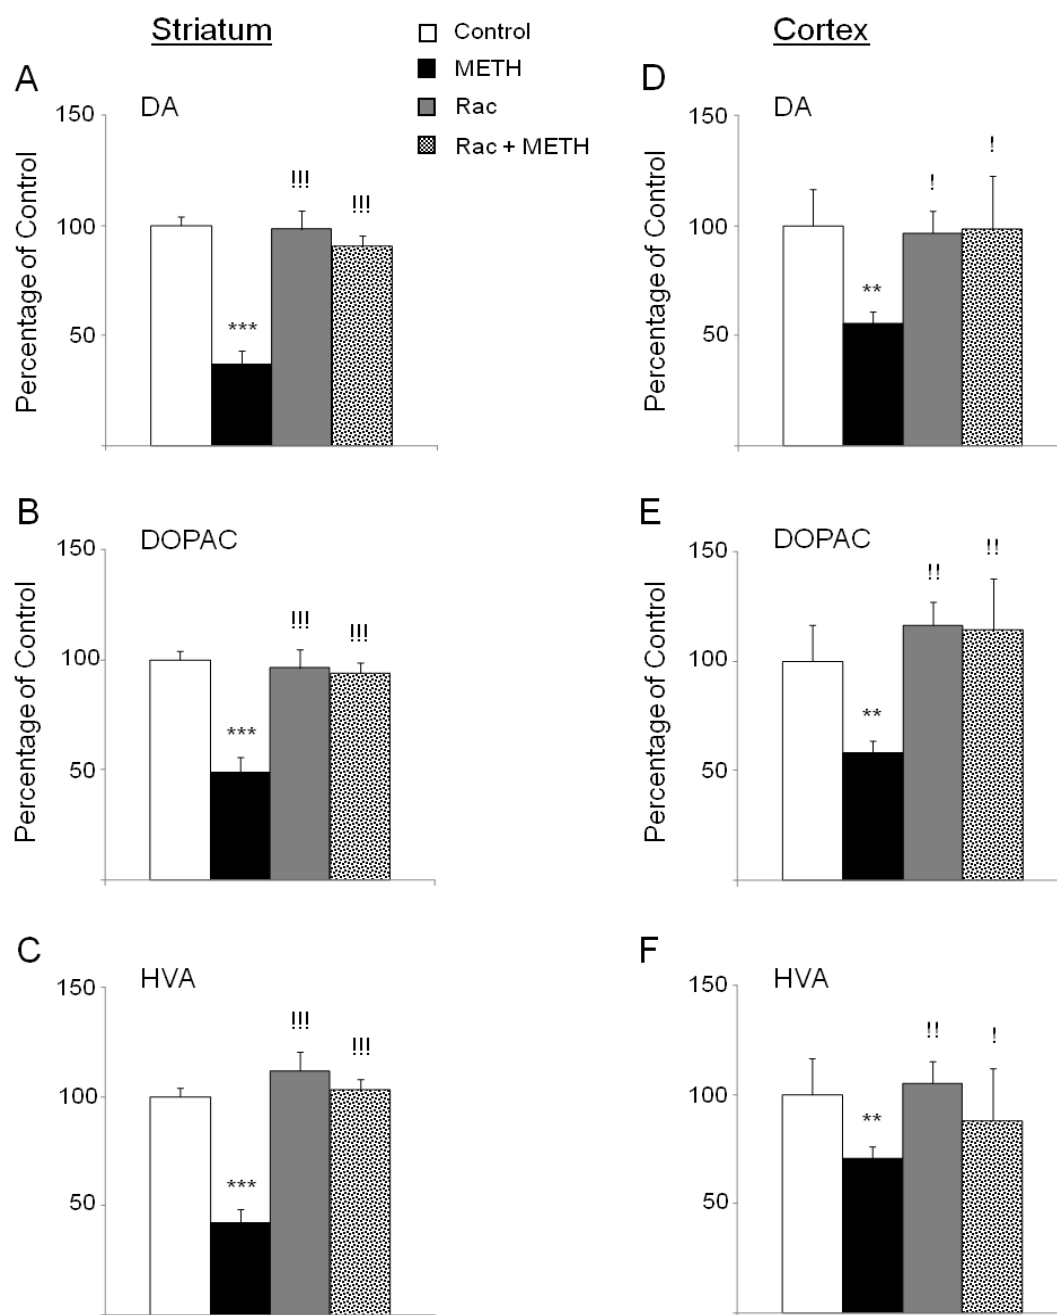 Striatum
Control
METH
Rac
Rac + METH
Cortex
A
DA
150
100
50
Percentage of Control
***
!!!
!!!
D
DA
150
100
50
Percentage of Control
**
!
!
B
DOPAC
150
100
50
Percentage of Control
***
!!!
!!!
E
DOPAC
150
100
50
Percentage of Control
**
!!
!!
C
HVA
150
100
50
***
!!!
!!!
F
HVA
150
100
50
**
!!
!